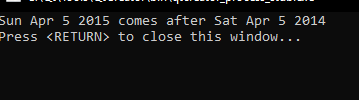 Sun Apr 5 2015 comes after Sat Apr 5 2014
Press <RETURN> to close this window...